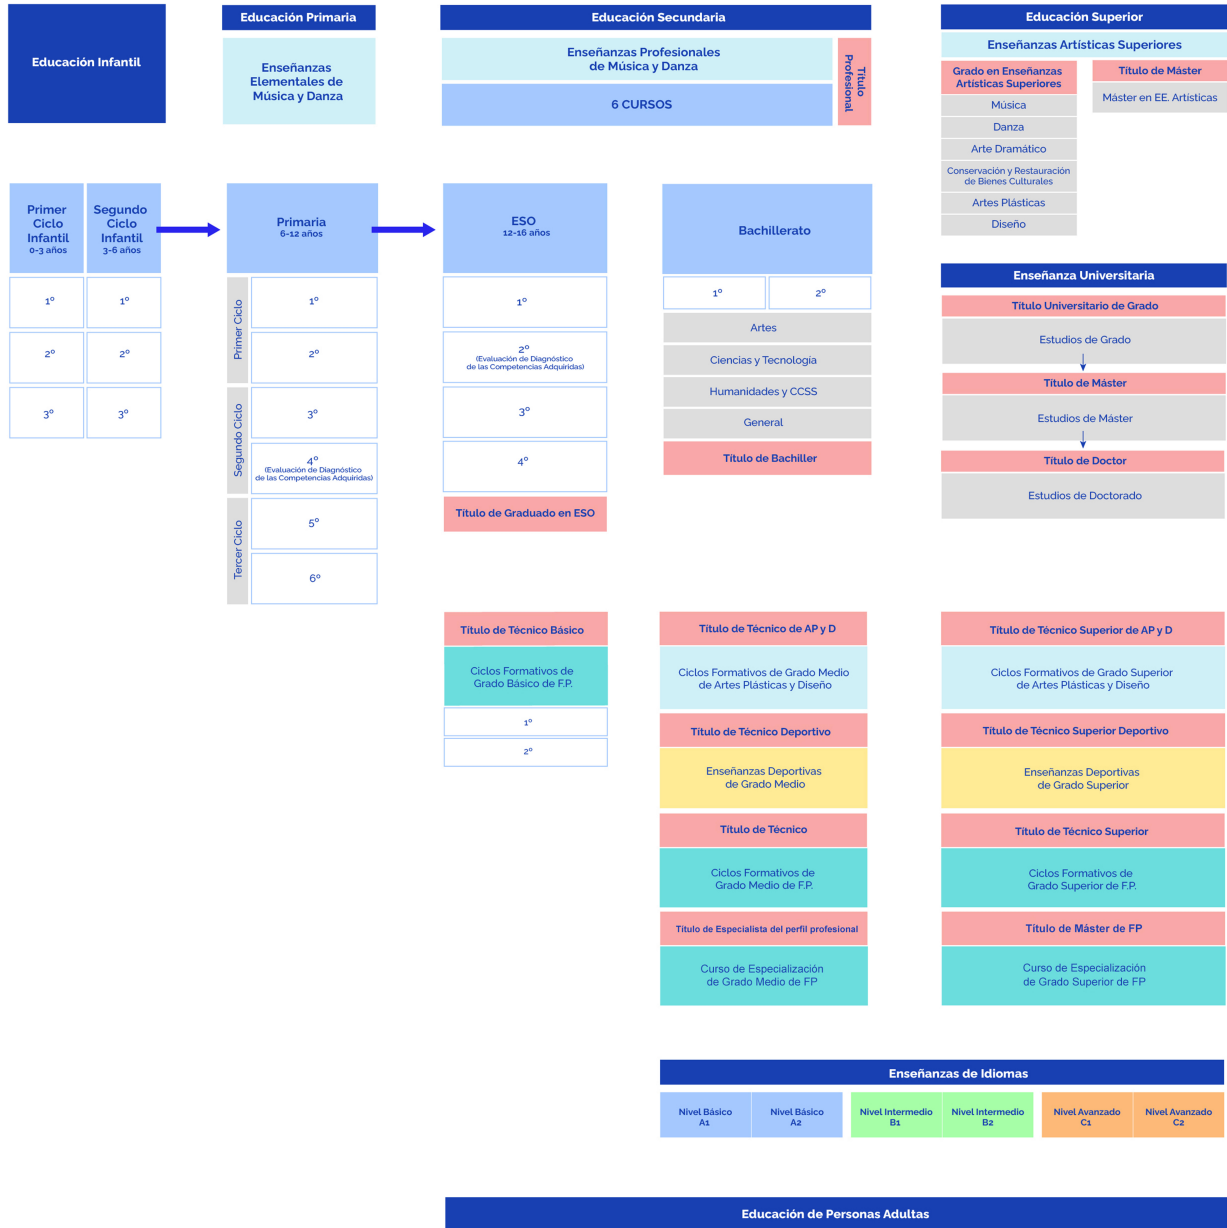 Educación Infantil
Primer
Ciclo
Infantil
0-3 años
Segundo
Ciclo
Infantil
3-6 años
1º
1º
2º
2º
3º
3º
Educación Primaria
Enseñanzas
Elementales de
Música y Danza
Primaria
6-12 años
Primer Ciclo
1º
2º
Segundo Ciclo
3º
4º
(Evaluación de Diagnóstico
de las Competencias Adquiridas)
Tercer Ciclo
5º
6º
Educación Secundaria
Enseñanzas Profesionales
de Música y Danza
6 CURSOS
Título
Profesional
ESO
12-16 años
1º
2º
(Evaluación de Diagnóstico
de las Competencias Adquiridas)
3º
4º
Título de Graduado en ESO
Bachillerato
1º
2º
Artes
Ciencias y Tecnología
Humanidades y CCSS
General
Título de Bachiller
Educación Superior
Enseñanzas Artísticas Superiores
Grado en Enseñanzas
Artísticas Superiores
Música
Danza
Arte Dramático
Conservación y Restauración
de Bienes Culturales
Artes Plásticas
Diseño
Título de Máster
Máster en EE. Artísticas
Enseñanza Universitaria
Título Universitario de Grado
Estudios de Grado
Título de Máster
Estudios de Máster
Título de Doctor
Estudios de Doctorado
Título de Técnico Básico
Ciclos Formativos de
Grado Básico de F.P.
1º
2º
Título de Técnico de AP y D
Ciclos Formativos de Grado Medio
de Artes Plásticas y Diseño
Título de Técnico Deportivo
Enseñanzas Deportivas
de Grado Medio
Título de Técnico
Ciclos Formativos de
Grado Medio de F.P.
Título de Especialista del perfil profesional
Curso de Especialización
de Grado Medio de FP
Título de Técnico Superior de AP y D
Ciclos Formativos de Grado Superior
de Artes Plásticas y Diseño
Título de Técnico Superior Deportivo
Enseñanzas Deportivas
de Grado Superior
Título de Técnico Superior
Ciclos Formativos de
Grado Superior de F.P.
Título de Máster de FP
Curso de Especialización
de Grado Superior de FP
Enseñanzas de Idiomas
Nivel Básico
A1
Nivel Básico
A2
Nivel Intermedio
B1
Nivel Intermedio
B2
Nivel Avanzado
C1
Nivel Avanzado
C2
Educación de Personas Adultas